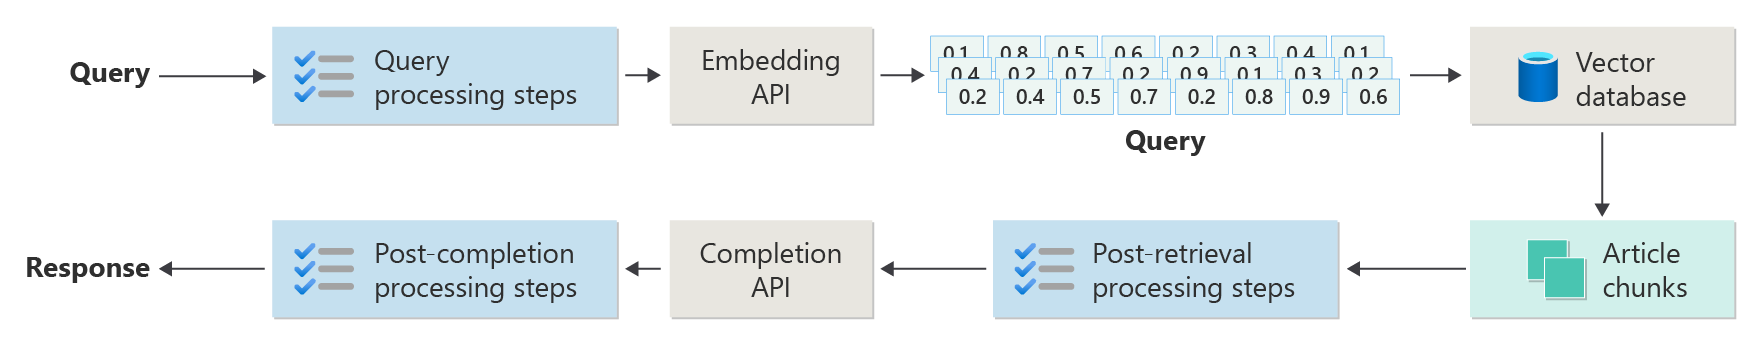 Query
Query
processing steps
Embedding
API
0.1 0.8 0.5 0.6 0.2 0.3 0.4 0.1
0.4 0.2 0.7 0.2 0.9 0.1 0.3 0.2
0.2 0.4 0.5 0.7 0.2 0.8 0.9 0.6
Query
Vector
database
Article
chunks
Post-retrieval
processing steps
Completion
API
Post-completion
processing steps
Response